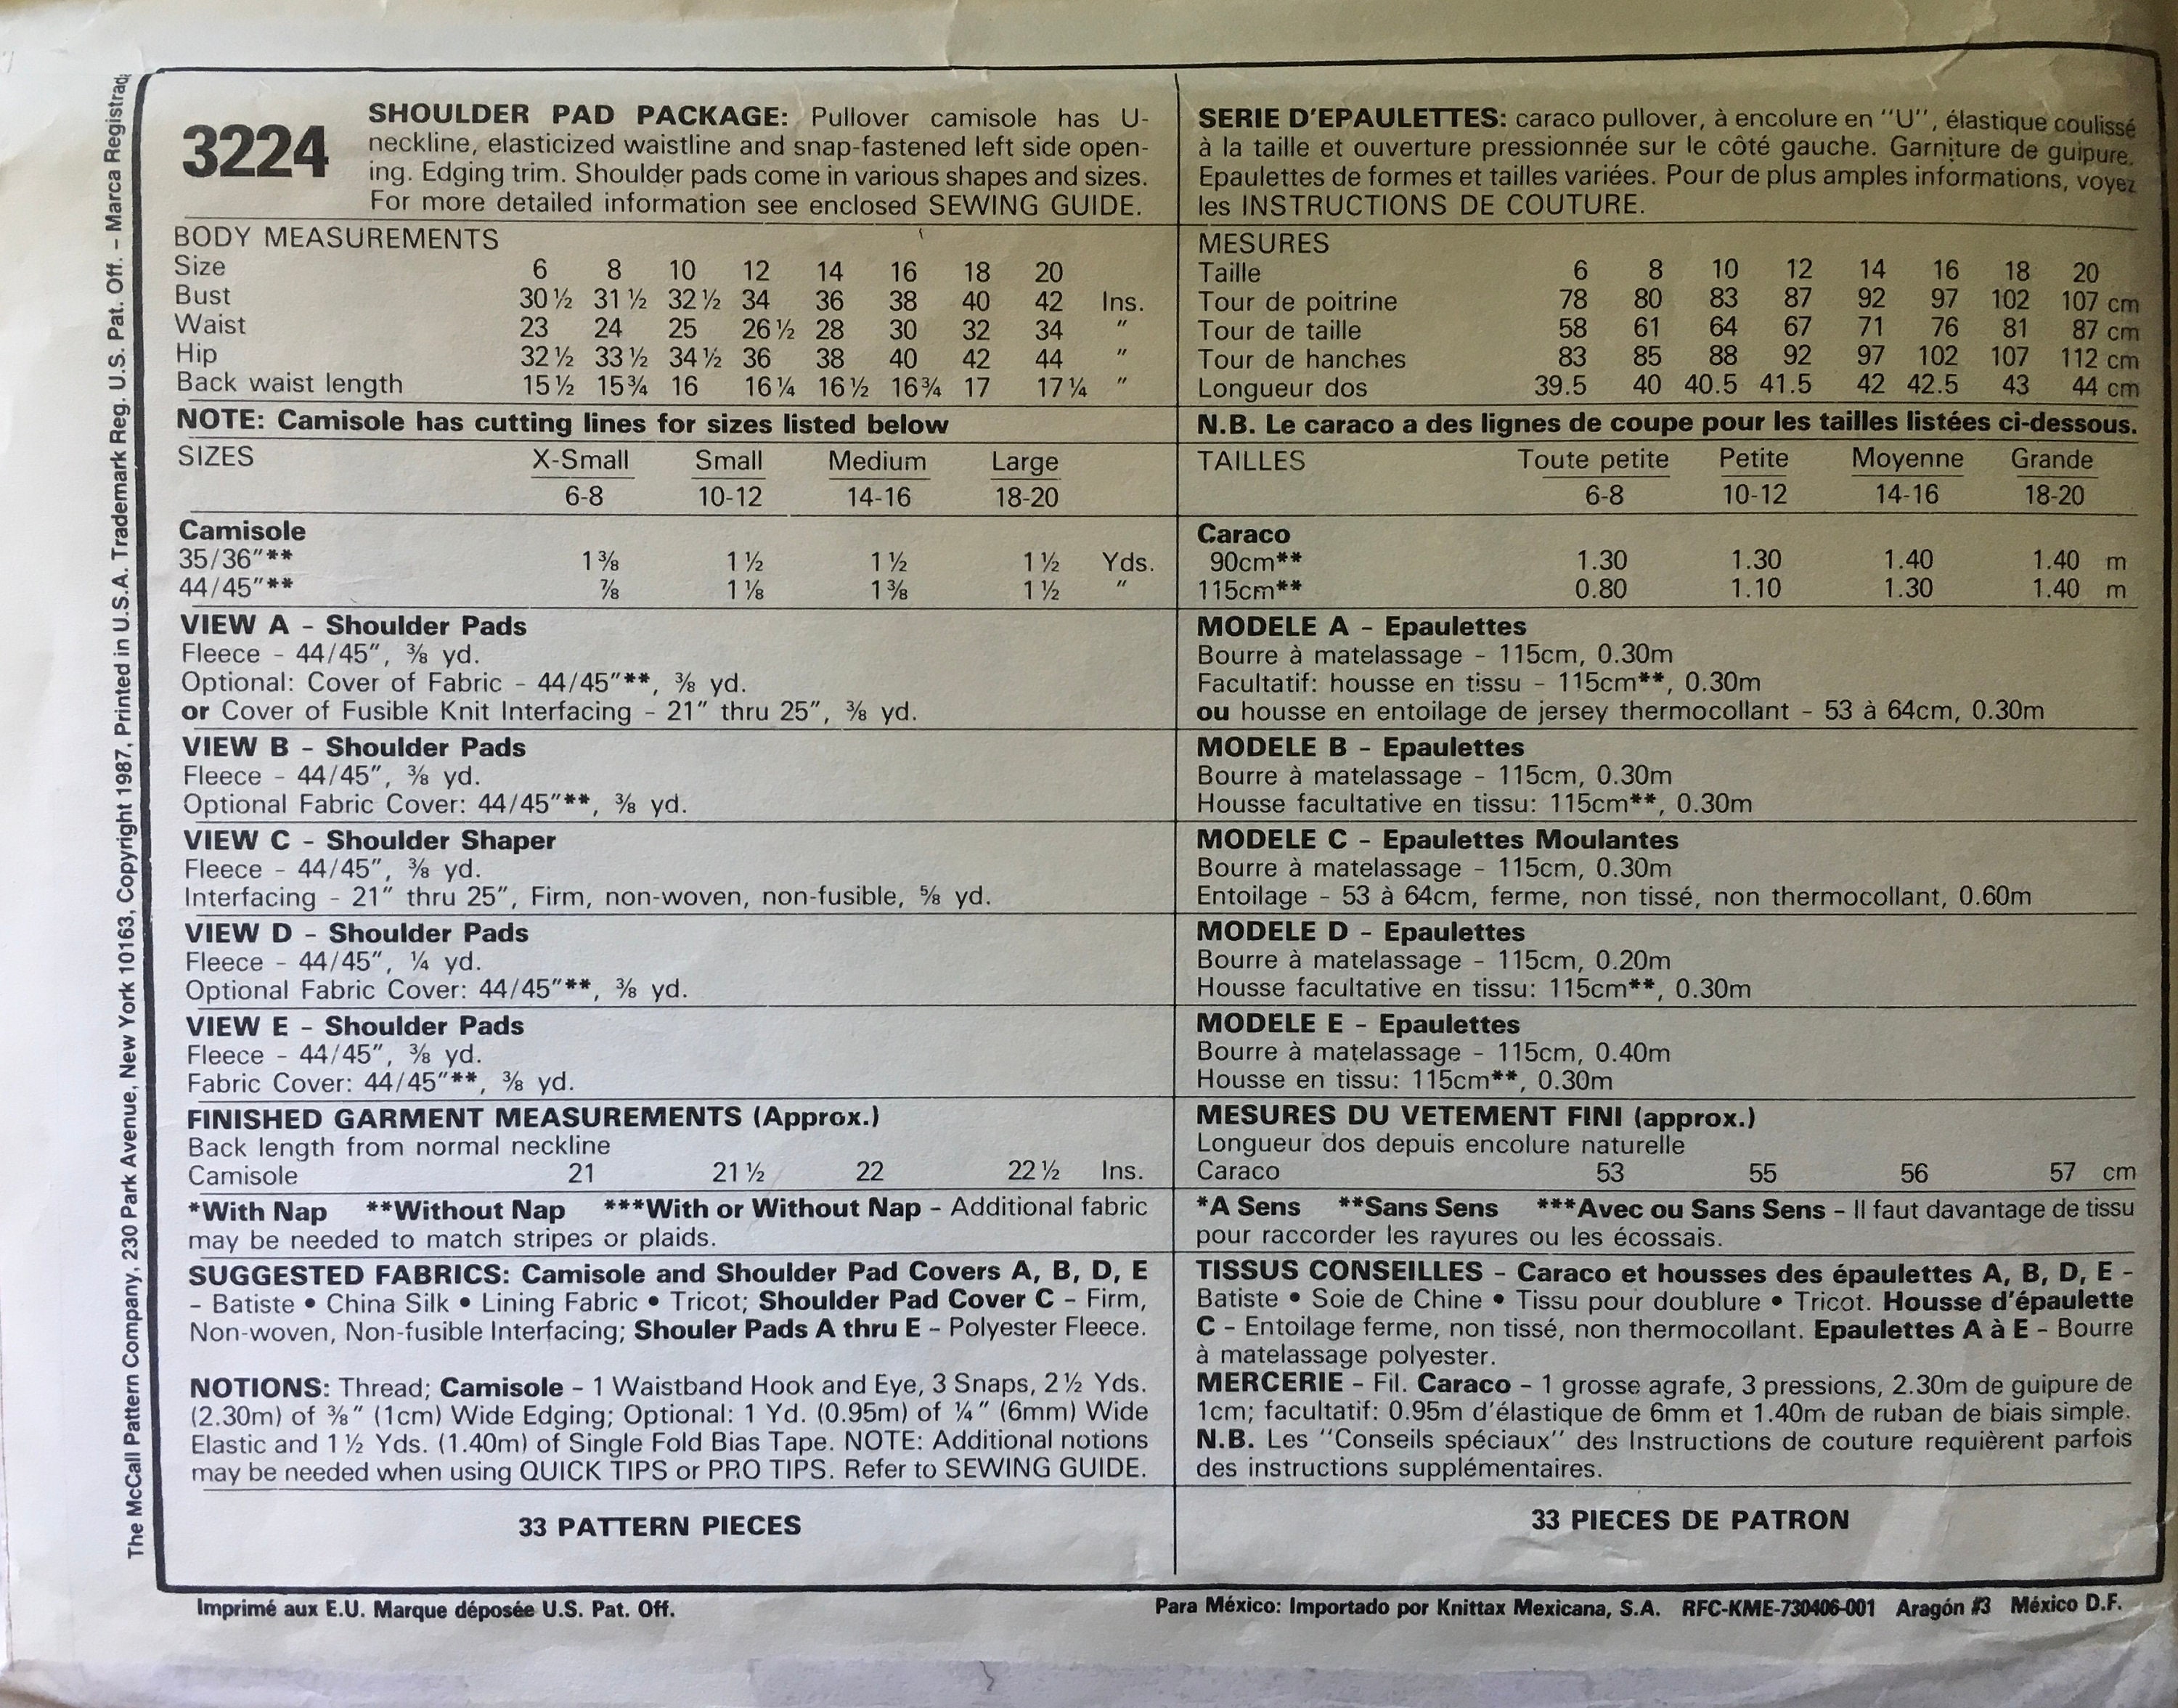 The McCall Pattern Company, 230 Park Avenue, New York 10163, Copyright 1987, Printed in U.S.A. Trademark Reg. U.S. Pat. Off. – Marca Registrada
3224
SHOULDER PAD PACKAGE: Pullover camisole has U-
neckline, elasticized waistline and snap-fastened left side open-
ing. Edging trim. Shoulder pads come in various shapes and sizes.
For more detailed information see enclosed SEWING GUIDE.
BODY MEASUREMENTS
Size 6 8 10 12 14 16 18 20
Bust 30½ 31½ 32½ 34 36 38 40 42 Ins.
Waist 23 24 25 26½ 28 30 32 34 "
Hip 32½ 33½ 34½ 36 38 40 42 44 "
Back waist length 15½ 15¾ 16 16¼ 16½ 16¾ 17 17¼ "
NOTE: Camisole has cutting lines for sizes listed below
SIZES X-Small Small Medium Large
6-8 10-12 14-16 18-20
Camisole
35/36"** 1⅜ 1½ 1½ 1½ Yds.
44/45"** ⅞ 1⅛ 1⅜ 1½ "
VIEW A – Shoulder Pads
Fleece – 44/45", ⅜ yd.
Optional: Cover of Fabric – 44/45"**, ⅜ yd.
or Cover of Fusible Knit Interfacing – 21" thru 25", ⅜ yd.
VIEW B – Shoulder Pads
Fleece – 44/45", ⅜ yd.
Optional Fabric Cover: 44/45"**, ⅜ yd.
VIEW C – Shoulder Shaper
Fleece – 44/45", ⅜ yd.
Interfacing – 21" thru 25", Firm, non-woven, non-fusible, ⅝ yd.
VIEW D – Shoulder Pads
Fleece – 44/45", ¼ yd.
Optional Fabric Cover: 44/45"**, ⅜ yd.
VIEW E – Shoulder Pads
Fleece – 44/45", ⅜ yd.
Fabric Cover: 44/45"**, ⅜ yd.
FINISHED GARMENT MEASUREMENTS (Approx.)
Back length from normal neckline
Camisole 21 21½ 22 22½ Ins.
*With Nap **Without Nap ***With or Without Nap – Additional fabric
may be needed to match stripes or plaids.
SUGGESTED FABRICS: Camisole and Shoulder Pad Covers A, B, D, E
– Batiste • China Silk • Lining Fabric • Tricot; Shoulder Pad Cover C – Firm,
Non-woven, Non-fusible Interfacing; Shouler Pads A thru E – Polyester Fleece.
NOTIONS: Thread; Camisole – 1 Waistband Hook and Eye, 3 Snaps, 2½ Yds.
(2.30m) of ⅜" (1cm) Wide Edging; Optional: 1 Yd. (0.95m) of ¼" (6mm) Wide
Elastic and 1½ Yds. (1.40m) of Single Fold Bias Tape. NOTE: Additional notions
may be needed when using QUICK TIPS or PRO TIPS. Refer to SEWING GUIDE.
33 PATTERN PIECES
SERIE D'EPAULETTES: caraco pullover, à encolure en "U", élastique coulissé
à la taille et ouverture pressionnée sur le côté gauche. Garniture de guipure.
Epaulettes de formes et tailles variées. Pour de plus amples informations, voyez
les INSTRUCTIONS DE COUTURE.
MESURES
Taille 6 8 10 12 14 16 18 20
Tour de poitrine 78 80 83 87 92 97 102 107 cm
Tour de taille 58 61 64 67 71 76 81 87 cm
Tour de hanches 83 85 88 92 97 102 107 112 cm
Longueur dos 39.5 40 40.5 41.5 42 42.5 43 44 cm
N.B. Le caraco a des lignes de coupe pour les tailles listées ci-dessous.
TAILLES Toute petite Petite Moyenne Grande
6-8 10-12 14-16 18-20
Caraco
90cm** 1.30 1.30 1.40 1.40 m
115cm** 0.80 1.10 1.30 1.40 m
MODELE A – Epaulettes
Bourre à matelassage – 115cm, 0.30m
Facultatif: housse en tissu – 115cm**, 0.30m
ou housse en entoilage de jersey thermocollant – 53 à 64cm, 0.30m
MODELE B – Epaulettes
Bourre à matelassage – 115cm, 0.30m
Housse facultative en tissu: 115cm**, 0.30m
MODELE C – Epaulettes Moulantes
Bourre à matelassage – 115cm, 0.30m
Entoilage – 53 à 64cm, ferme, non tissé, non thermocollant, 0.60m
MODELE D – Epaulettes
Bourre à matelassage – 115cm, 0.20m
Housse facultative en tissu: 115cm**, 0.30m
MODELE E – Epaulettes
Bourre à matelassage – 115cm, 0.40m
Housse en tissu: 115cm**, 0.30m
MESURES DU VETEMENT FINI (approx.)
Longueur dos depuis encolure naturelle
Caraco 53 55 56 57 cm
*A Sens **Sans Sens ***Avec ou Sans Sens – Il faut davantage de tissu
pour raccorder les rayures ou les écossais.
TISSUS CONSEILLES – Caraco et housses des épaulettes A, B, D, E –
Batiste • Soie de Chine • Tissu pour doublure • Tricot. Housse d'épaulette
C – Entoilage ferme, non tissé, non thermocollant. Epaulettes A à E – Bourre
à matelassage polyester.
MERCERIE – Fil. Caraco – 1 grosse agrafe, 3 pressions, 2.30m de guipure de
1cm; facultatif: 0.95m d'élastique de 6mm et 1.40m de ruban de biais simple.
N.B. Les "Conseils spéciaux" des Instructions de couture requièrent parfois
des instructions supplémentaires.
33 PIECES DE PATRON
Imprimé aux E.U. Marque déposée U.S. Pat. Off.
Para México: Importado por Knittax Mexicana, S.A. RFC-KME-730406-001 Aragón #3 México D.F.